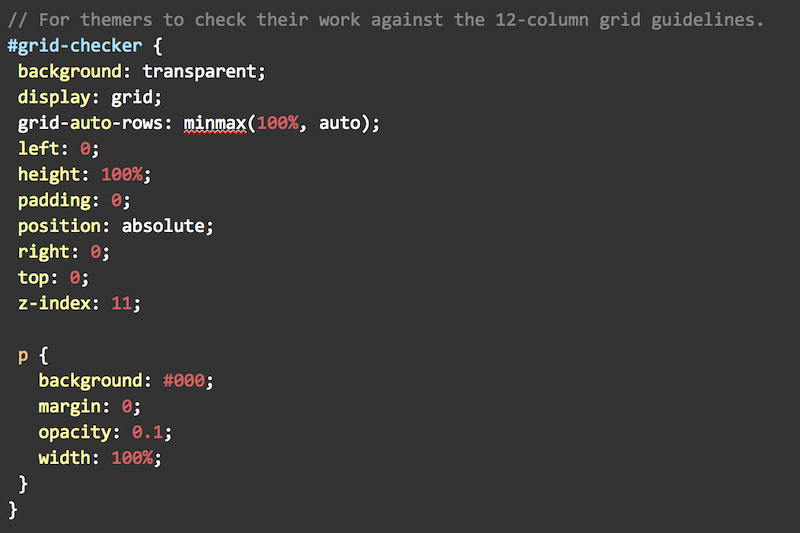 // For themers to check their work against the 12-column grid guidelines.
#grid-checker {
 background: transparent;
 display: grid;
 grid-auto-rows: minmax(100%, auto);
 left: 0;
 height: 100%;
 padding: 0;
 position: absolute;
 right: 0;
 top: 0;
 z-index: 11;

 p {
   background: #000;
   margin: 0;
   opacity: 0.1;
   width: 100%;
 }
}